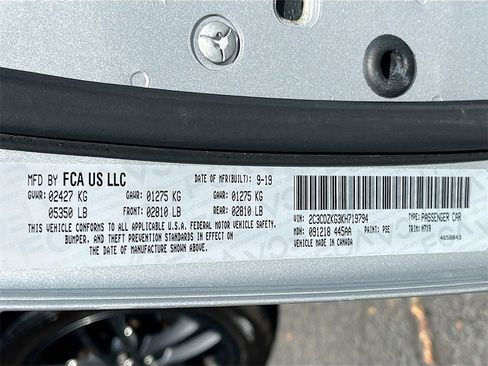 MFD BY FCA US LLC DATE OF MFR(BUILT): 9-19
GVWR: 02427 KG GAWR: 01275 KG GAWR: 01275 KG
05350 LB FRONT: 02810 LB REAR: 02810 LB
THIS VEHICLE CONFORMS TO ALL APPLICABLE U.S.A. FEDERAL MOTOR VEHICLE SAFETY,
BUMPER, AND THEFT PREVENTION STANDARDS IN EFFECT ON
THE DATE OF MANUFACTURE SHOWN ABOVE.
VIN: 2C3CDZKG3KH719794 TYPE: PASSENGER CAR
MDH: 091218 445AA PAINT: PSE TRIM: H7X9
VEHICLE MADE IN CANADA 4658843